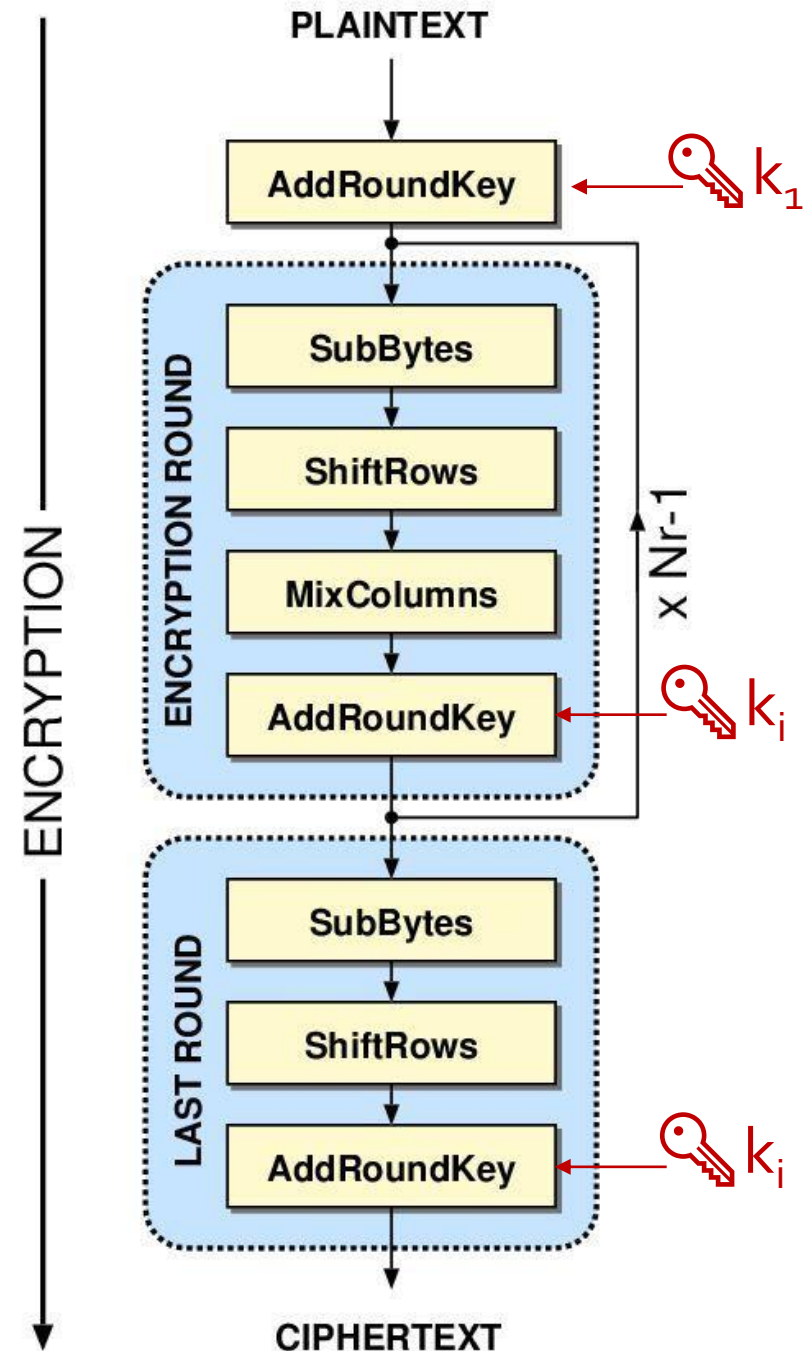 PLAINTEXT
AddRoundKey
k1
ENCRYPTION
ENCRYPTION ROUND
SubBytes
ShiftRows
MixColumns
AddRoundKey
ki
x Nr-1
LAST ROUND
SubBytes
ShiftRows
AddRoundKey
ki
CIPHERTEXT